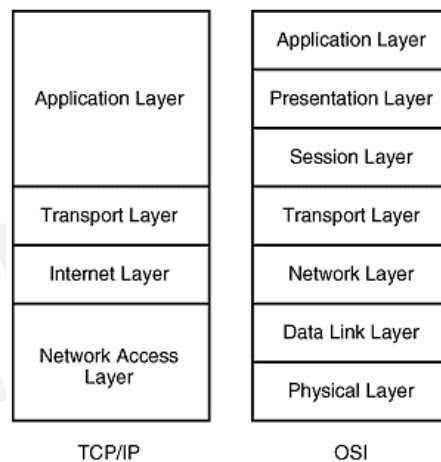 Application Layer
Transport Layer
Internet Layer
Network Access
Layer
TCP/IP
Application Layer
Presentation Layer
Session Layer
Transport Layer
Network Layer
Data Link Layer
Physical Layer
OSI